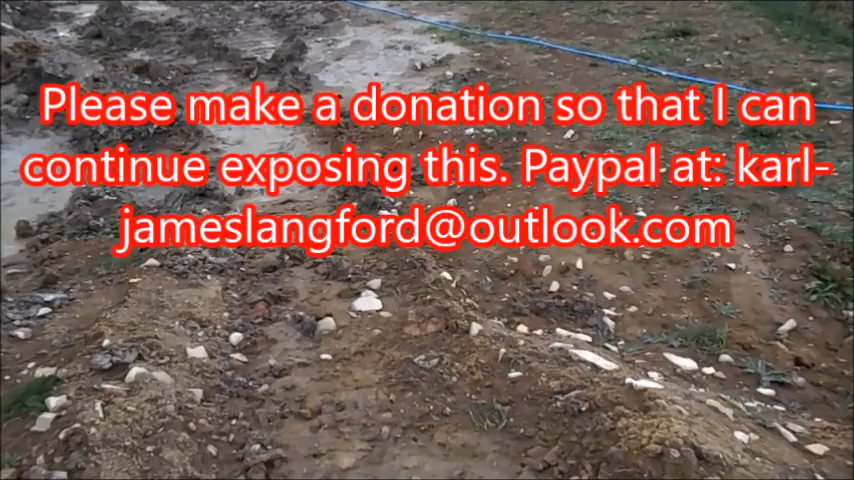 Please make a donation so that I can
continue exposing this. Paypal at: karl-
jameslangford@outlook.com